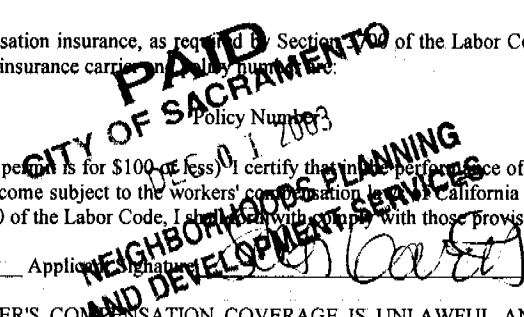 sation insurance, as required by Section 3700 of the Labor Co
insurance carrier and policy number are:
Policy Number
permit is for $100 or less) I certify that in the performance of
come subject to the workers' compensation laws of California
0 of the Labor Code, I shall forthwith comply with those provis
Applicant Signature
ER'S COMPENSATION COVERAGE IS UNLAWFUL AN
PAID
CITY OF SACRAMENTO
DEC 01 2003
NEIGHBORHOODS PLANNING
AND DEVELOPMENT SERVICES